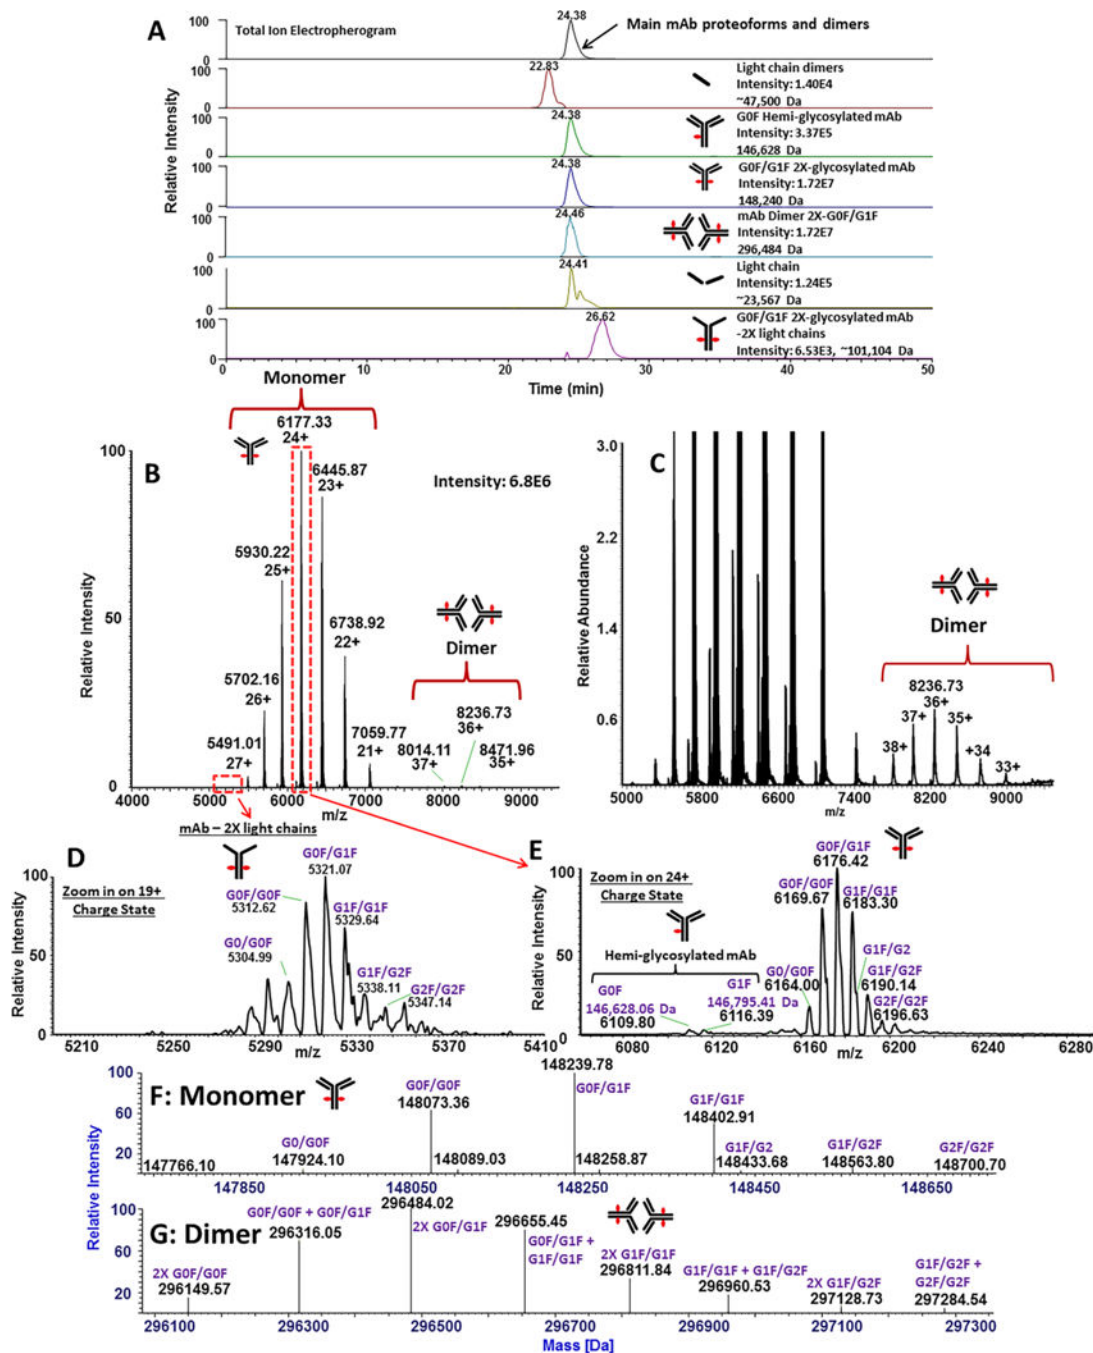 A
Total Ion Electropherogram
24.38
Main mAb proteoforms and dimers
100
0
22.83
100
0
Light chain dimers
Intensity: 1.40E4
~47,500 Da
24.38
100
0
G0F Hemi-glycosylated mAb
Intensity: 3.37E5
146,628 Da
24.38
100
0
G0F/G1F 2X-glycosylated mAb
Intensity: 1.72E7
148,240 Da
24.46
100
0
mAb Dimer 2X-G0F/G1F
Intensity: 1.72E7
296,484 Da
24.41
100
0
Light chain
Intensity: 1.24E5
~23,567 Da
26.62
100
0
G0F/G1F 2X-glycosylated mAb
-2X light chains
Intensity: 6.53E3, ~101,104 Da
Relative Intensity
0 10 20 30 40 50
Time (min)
Monomer
B
6177.33
24+
6445.87
23+
Intensity: 6.8E6
5930.22
25+
6738.92
22+
5702.16
26+
7059.77
21+
5491.01
27+
Dimer
8236.73
36+
8014.11
37+
8471.96
35+
100
50
0
Relative Intensity
4000 5000 6000 7000 8000 9000
m/z
mAb – 2X light chains
C
3.0
2.2
1.4
0.6
Relative Abundance
Dimer
8236.73
36+
37+
35+
38+
+34
33+
5000 5800 6600 7400 8200 9000
m/z
D
Zoom in on 19+
Charge State
G0F/G1F
5321.07
G0F/G0F
5312.62
G1F/G1F
5329.64
G0/G0F
5304.99
G1F/G2F
5338.11
G2F/G2F
5347.14
100
50
0
Relative Intensity
5210 5250 5290 5330 5370 5410
m/z
E
Zoom in on 24+
Charge State
G0F/G1F
6176.42
G0F/G0F
6169.67
G1F/G1F
6183.30
Hemi-glycosylated mAb
G1F/G2
G0/G0F
6164.00
G1F/G2F
6190.14
G0F
146,628.06 Da
6109.80
G1F
146,795.41 Da
6116.39
G2F/G2F
6196.63
100
50
0
Relative Intensity
6080 6120 6160 6200 6240 6280
m/z
F: Monomer
148239.78
G0F/G0F
148073.36
G0F/G1F
G1F/G1F
148402.91
G0/G0F
147924.10
147766.10
148089.03
148258.87
G1F/G2
148433.68
G1F/G2F
148563.80
G2F/G2F
148700.70
100
60
20
147850 148050 148250 148450 148650
Relative Intensity
G: Dimer
296484.02
G0F/G0F + G0F/G1F
296316.05
2X G0F/G1F
296655.45
G0F/G1F +
G1F/G1F
2X G1F/G1F
296811.84
G1F/G1F + G1F/G2F
296960.53
2X G0F/G0F
296149.57
2X G1F/G2F
297128.73
G1F/G2F +
G2F/G2F
297284.54
100
60
20
296100 296300 296500 296700 296900 297100 297300
Mass [Da]